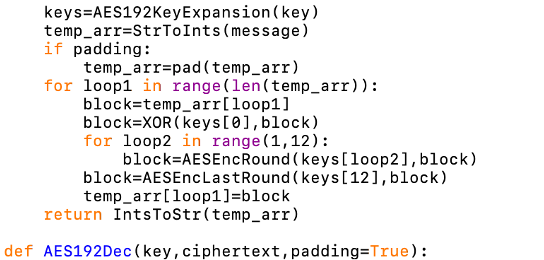 keys=AES192KeyExpansion(key)
temp_arr=StrToInts(message)
if padding:
temp_arr=pad(temp_arr)
for loop1 in range(len(temp_arr)):
block=temp_arr[loop1]
block=XOR(keys[0],block)
for loop2 in range(1,12):
block=AESEncRound(keys[loop2],block)
block=AESEncLastRound(keys[12],block)
temp_arr[loop1]=block
return IntsToStr(temp_arr)
def AES192Dec(key,ciphertext,padding=True):